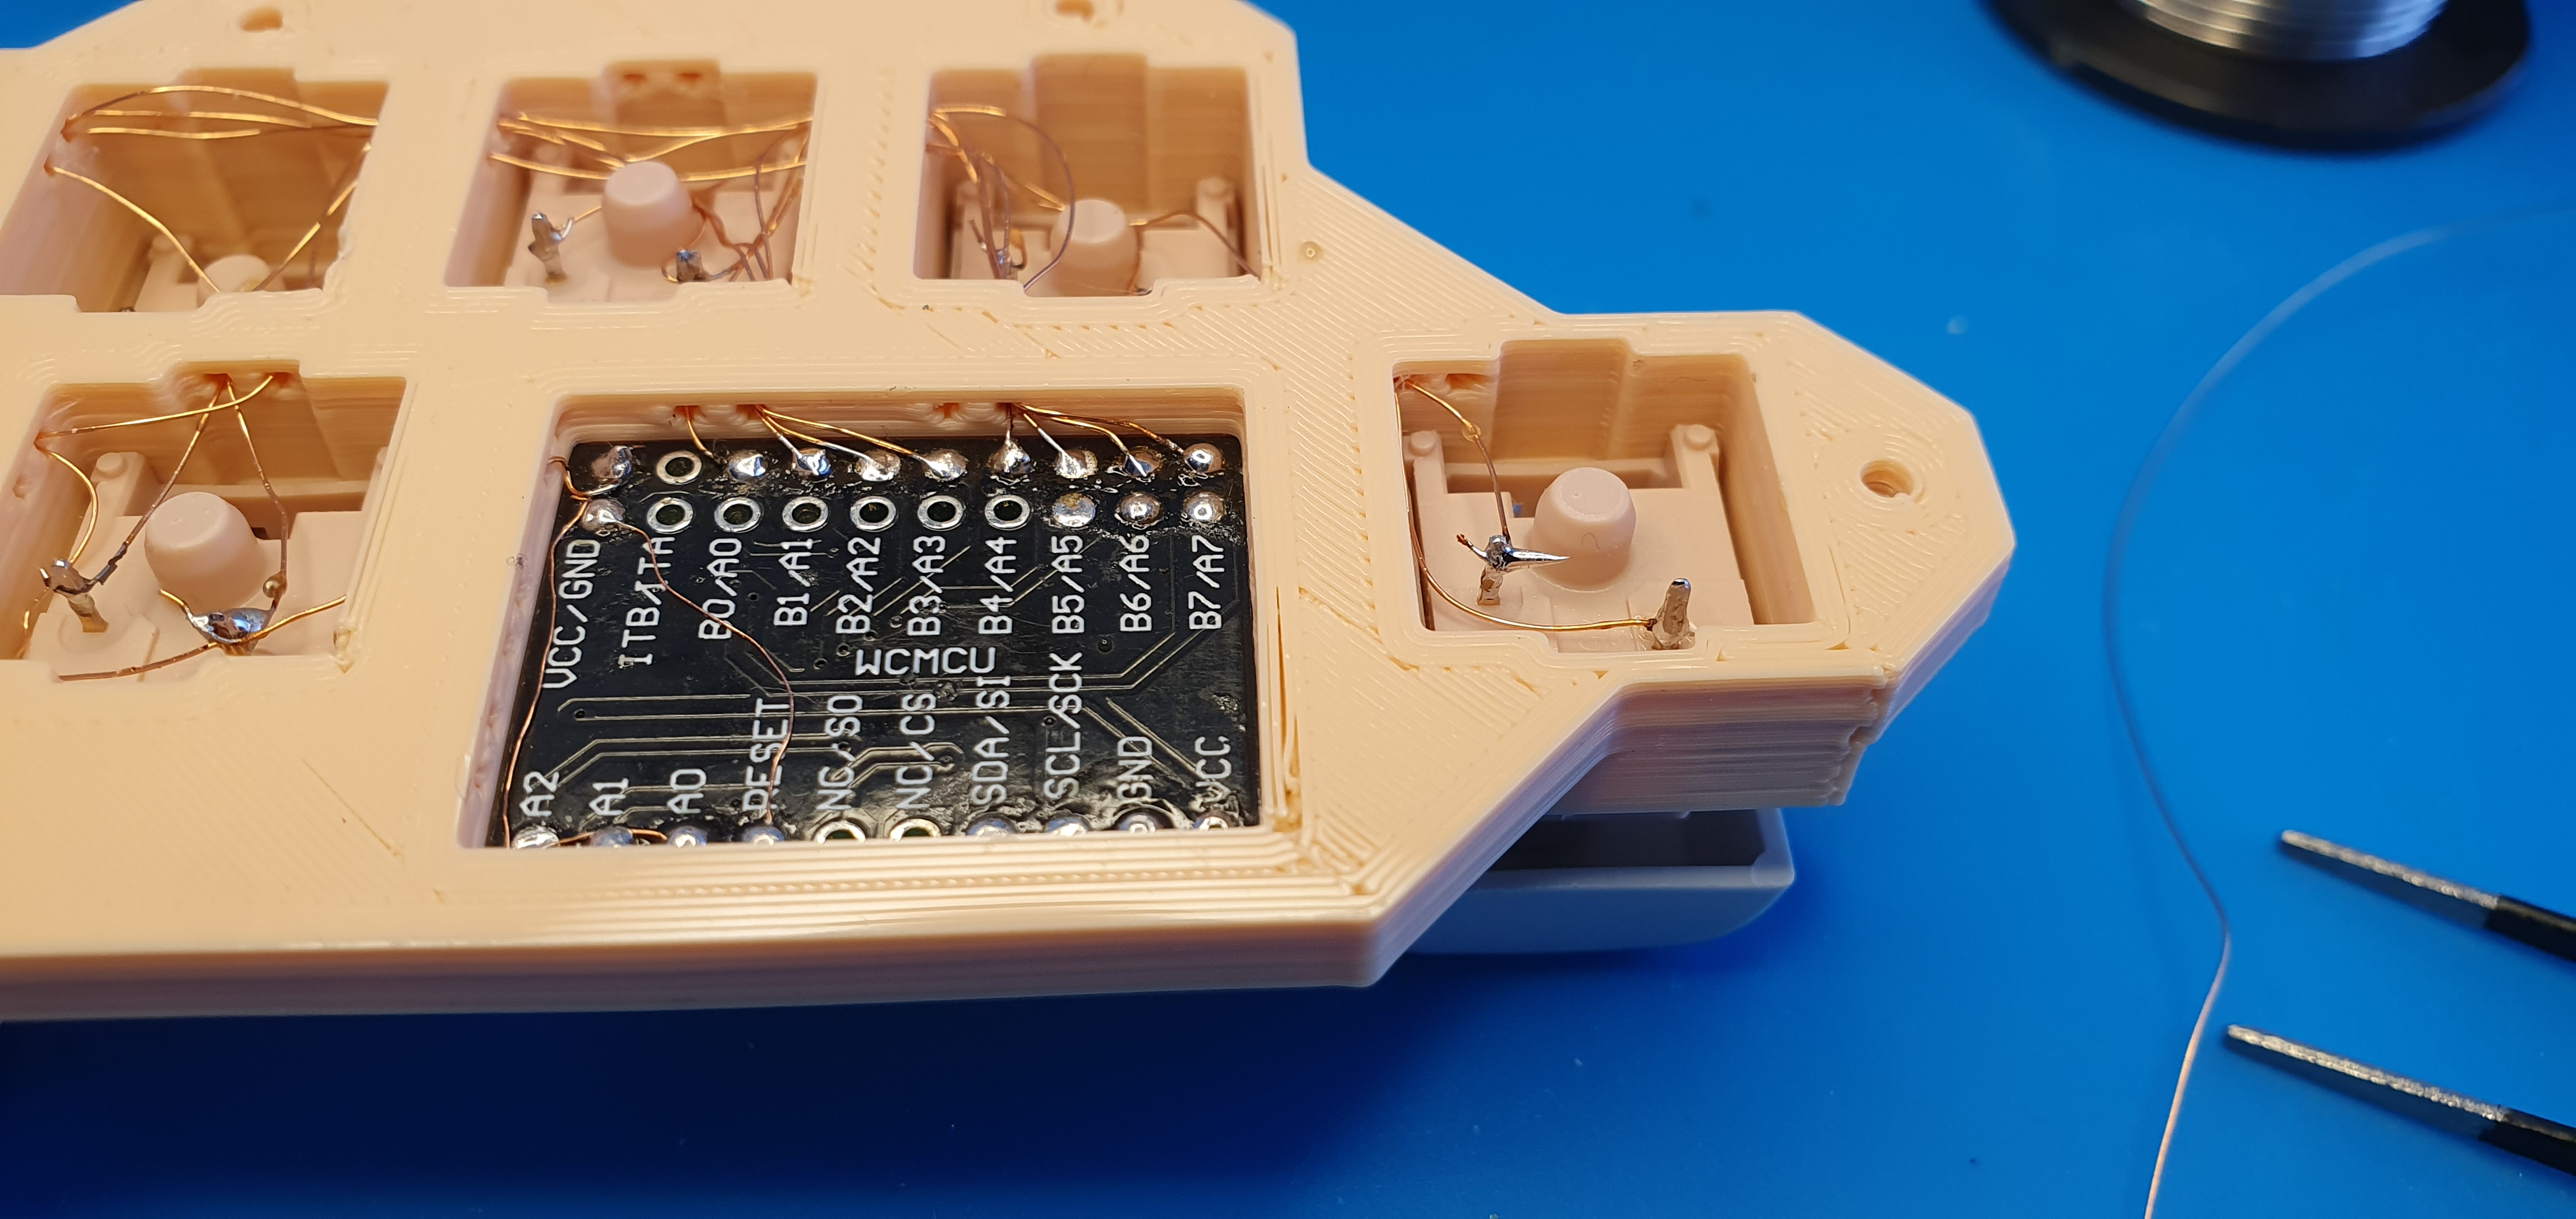 VCC/GND
ITB/ITA
B0/A0
B1/A1
B2/A2
B3/A3
B4/A4
B5/A5
B6/A6
B7/A7
WCMCU
A2
A1
A0
RESET
NC/SO
NC/CS
SDA/SI
SCL/SCK
GND
VCC